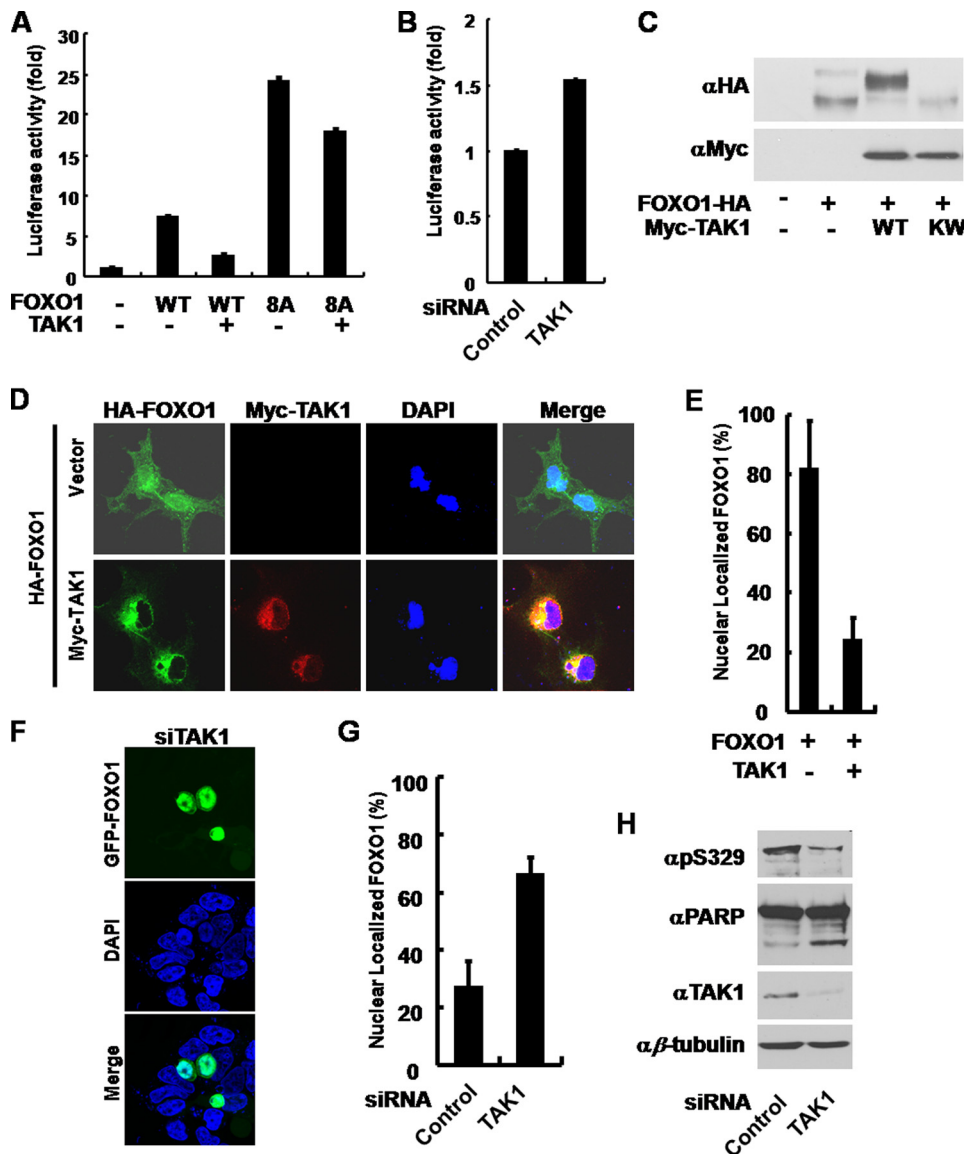 A
Luciferase activity (fold)
30
25
20
15
10
5
0
FOXO1 - WT WT 8A 8A
TAK1 - - + - +
B
Luciferase activity (fold)
2
1.5
1
0.5
0
siRNA
Control
TAK1
C
αHA
αMyc
FOXO1-HA - + + +
Myc-TAK1 - - WT KW
D
HA-FOXO1 Myc-TAK1 DAPI Merge
HA-FOXO1
Vector
Myc-TAK1
E
Nucelar Localized FOXO1 (%)
100
80
60
40
20
0
FOXO1 + +
TAK1 - +
F
siTAK1
GFP-FOXO1
DAPI
Merge
G
Nuclear Localized FOXO1 (%)
100
80
60
40
20
0
siRNA
Control
TAK1
H
αpS329
αPARP
αTAK1
αβ-tubulin
siRNA
Control
TAK1